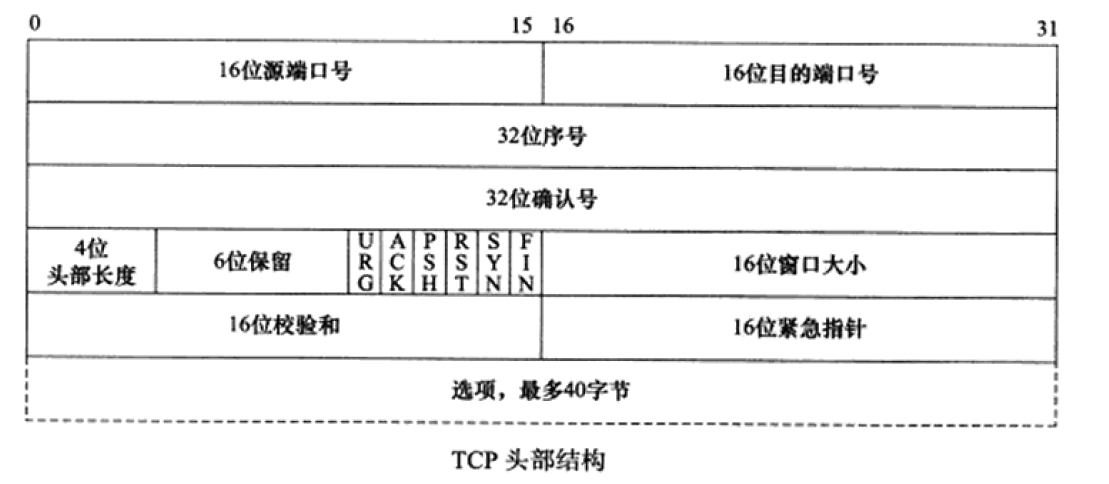 0 15 16 31
16位源端口号 16位目的端口号
32位序号
32位确认号
4位
头部长度
6位保留
URG
ACK
PSH
RST
SYN
FIN
16位窗口大小
16位校验和 16位紧急指针
选项，最多40字节
TCP 头部结构